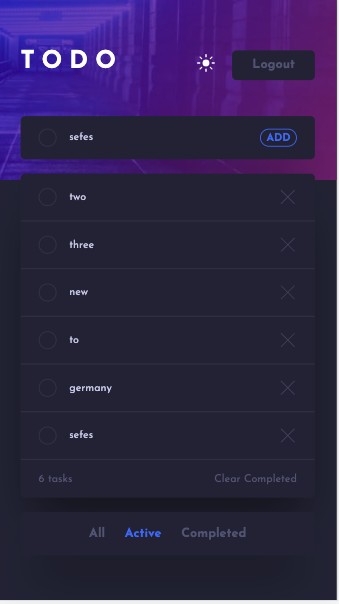 TODO
Logout
sefes
ADD
two
three
new
to
germany
sefes
6 tasks
Clear Completed
All Active Completed